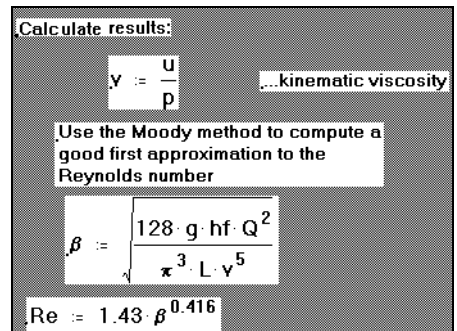 Calculate results:
v := u/p
...kinematic viscosity
Use the Moody method to compute a
good first approximation to the
Reynolds number
β := √(128 · g · hf · Q² / π³ · L · v⁵)
Re := 1.43 · β^0.416